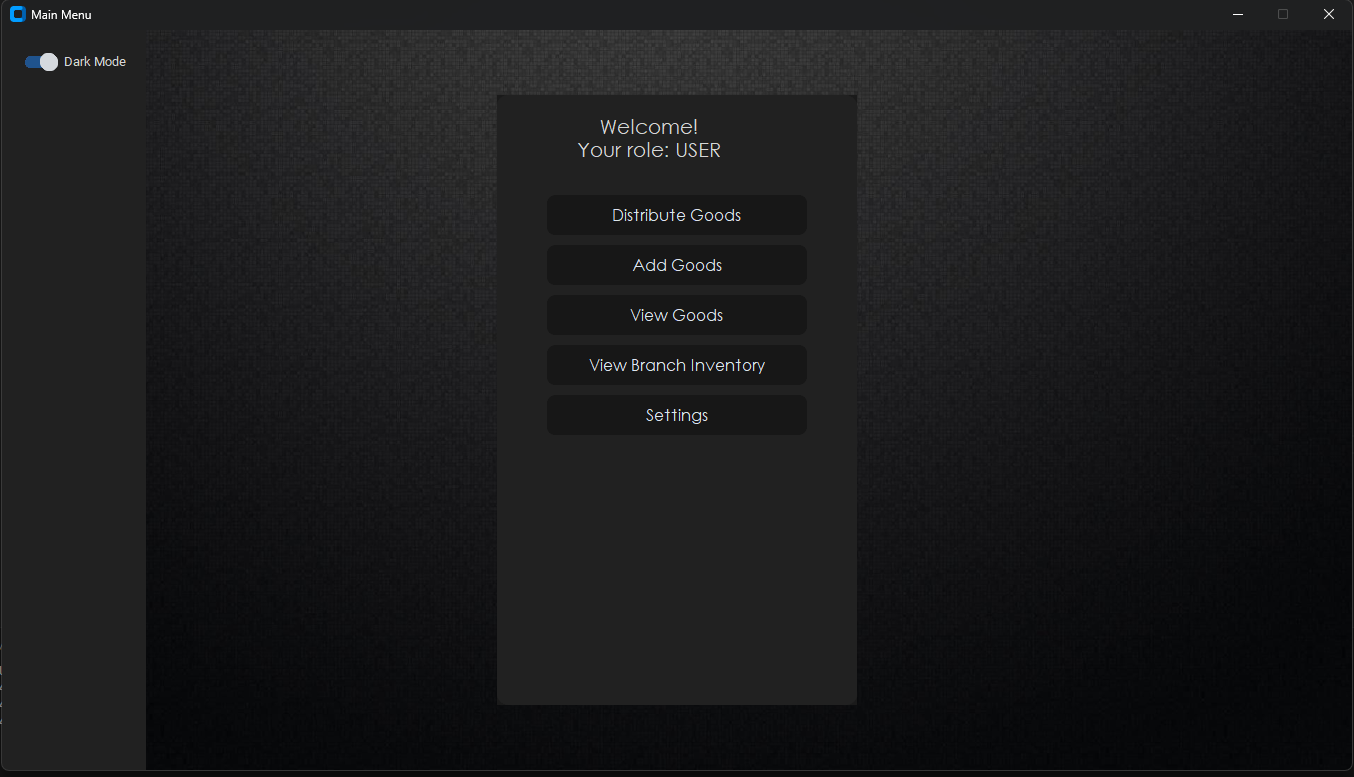 Main Menu
Dark Mode
Welcome!
Your role: USER
Distribute Goods
Add Goods
View Goods
View Branch Inventory
Settings